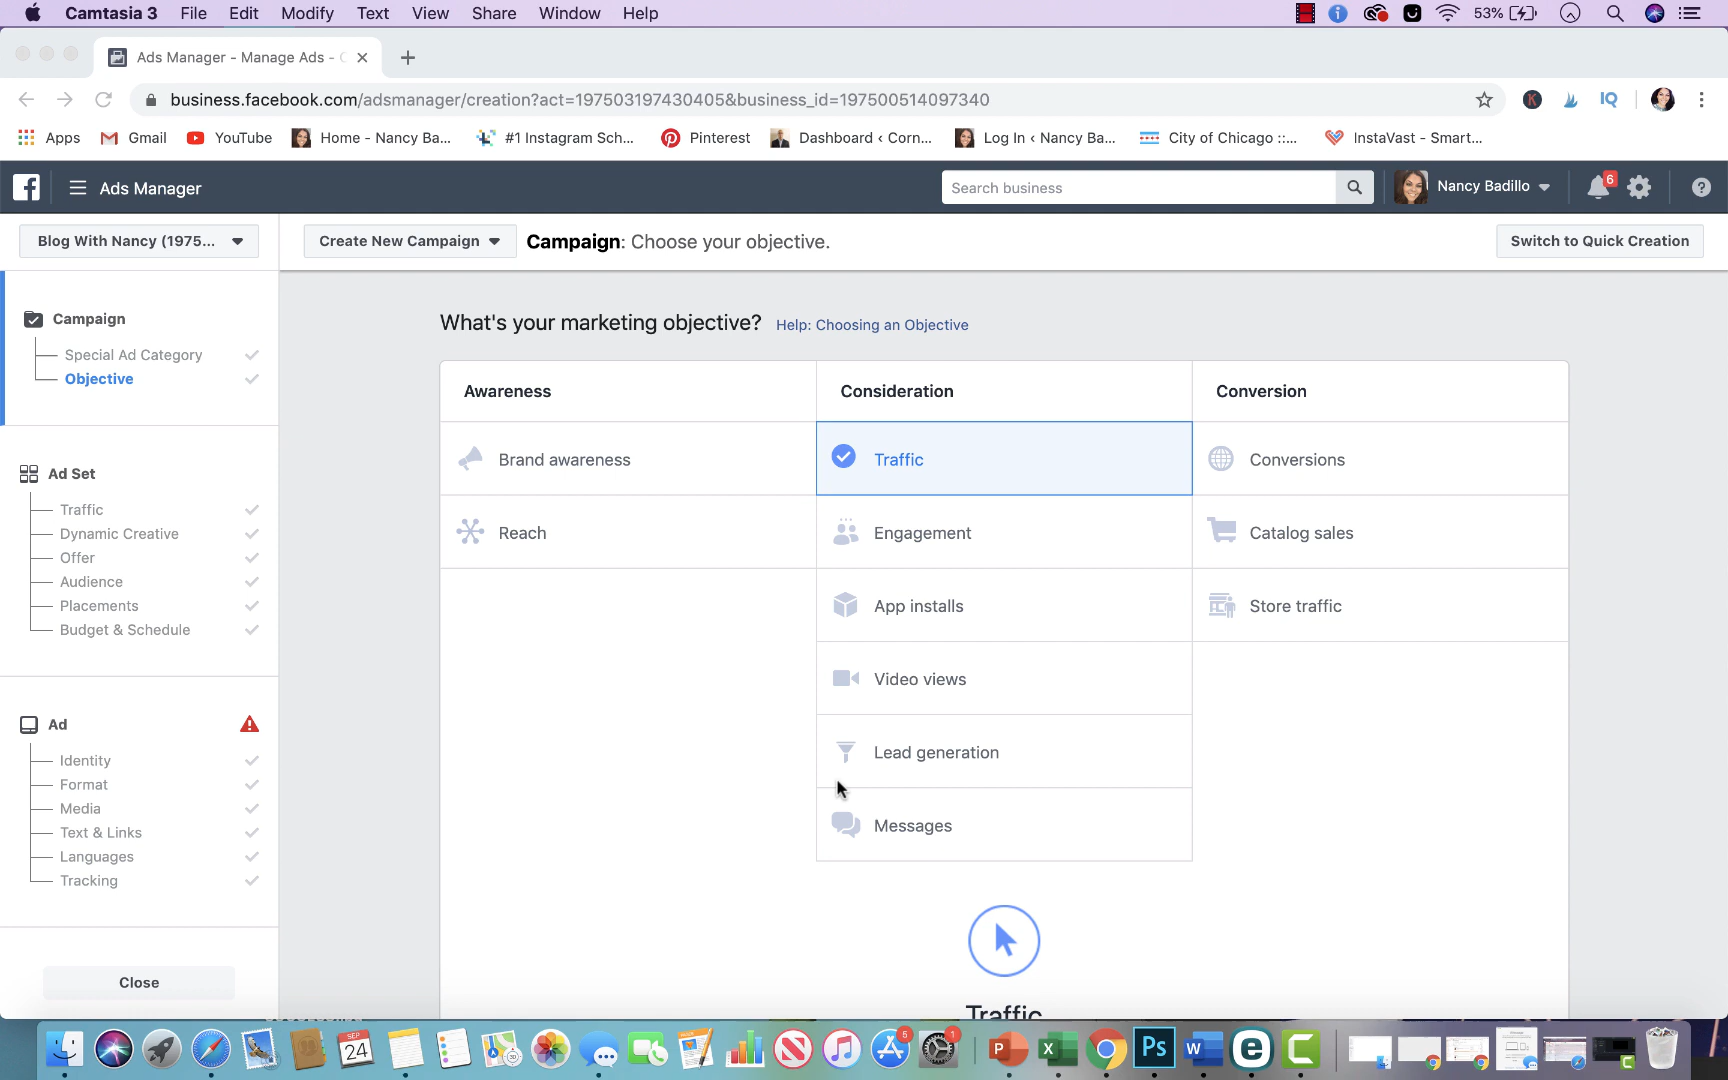 Camtasia 3 File Edit Modify Text View Share Window Help 53%
Ads Manager - Manage Ads -
business.facebook.com/adsmanager/creation?act=197503197430405&business_id=197500514097340
Apps Gmail YouTube Home - Nancy Ba... #1 Instagram Sch... Pinterest Dashboard ‹ Corn... Log In ‹ Nancy Ba... City of Chicago ::... InstaVast - Smart...
Ads Manager Search business Nancy Badillo 6
Blog With Nancy (1975... Create New Campaign Campaign: Choose your objective. Switch to Quick Creation
What's your marketing objective? Help: Choosing an Objective
Campaign
Special Ad Category
Objective
Ad Set
Traffic
Dynamic Creative
Offer
Audience
Placements
Budget & Schedule
Ad
Identity
Format
Media
Text & Links
Languages
Tracking
Close
Awareness Consideration Conversion
Brand awareness Traffic Conversions
Reach Engagement Catalog sales
App installs Store traffic
Video views
Lead generation
Messages
Traffic
SEP
24
3D
5
1
P X Ps W e C